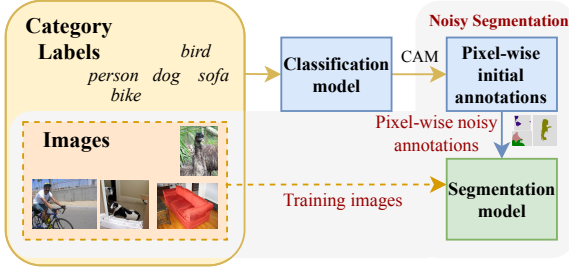 Category
Labels
bird
person dog sofa
bike
Images
Classification
model
CAM
Noisy Segmentation
Pixel-wise
initial
annotations
Pixel-wise noisy
annotations
Training images
Segmentation
model